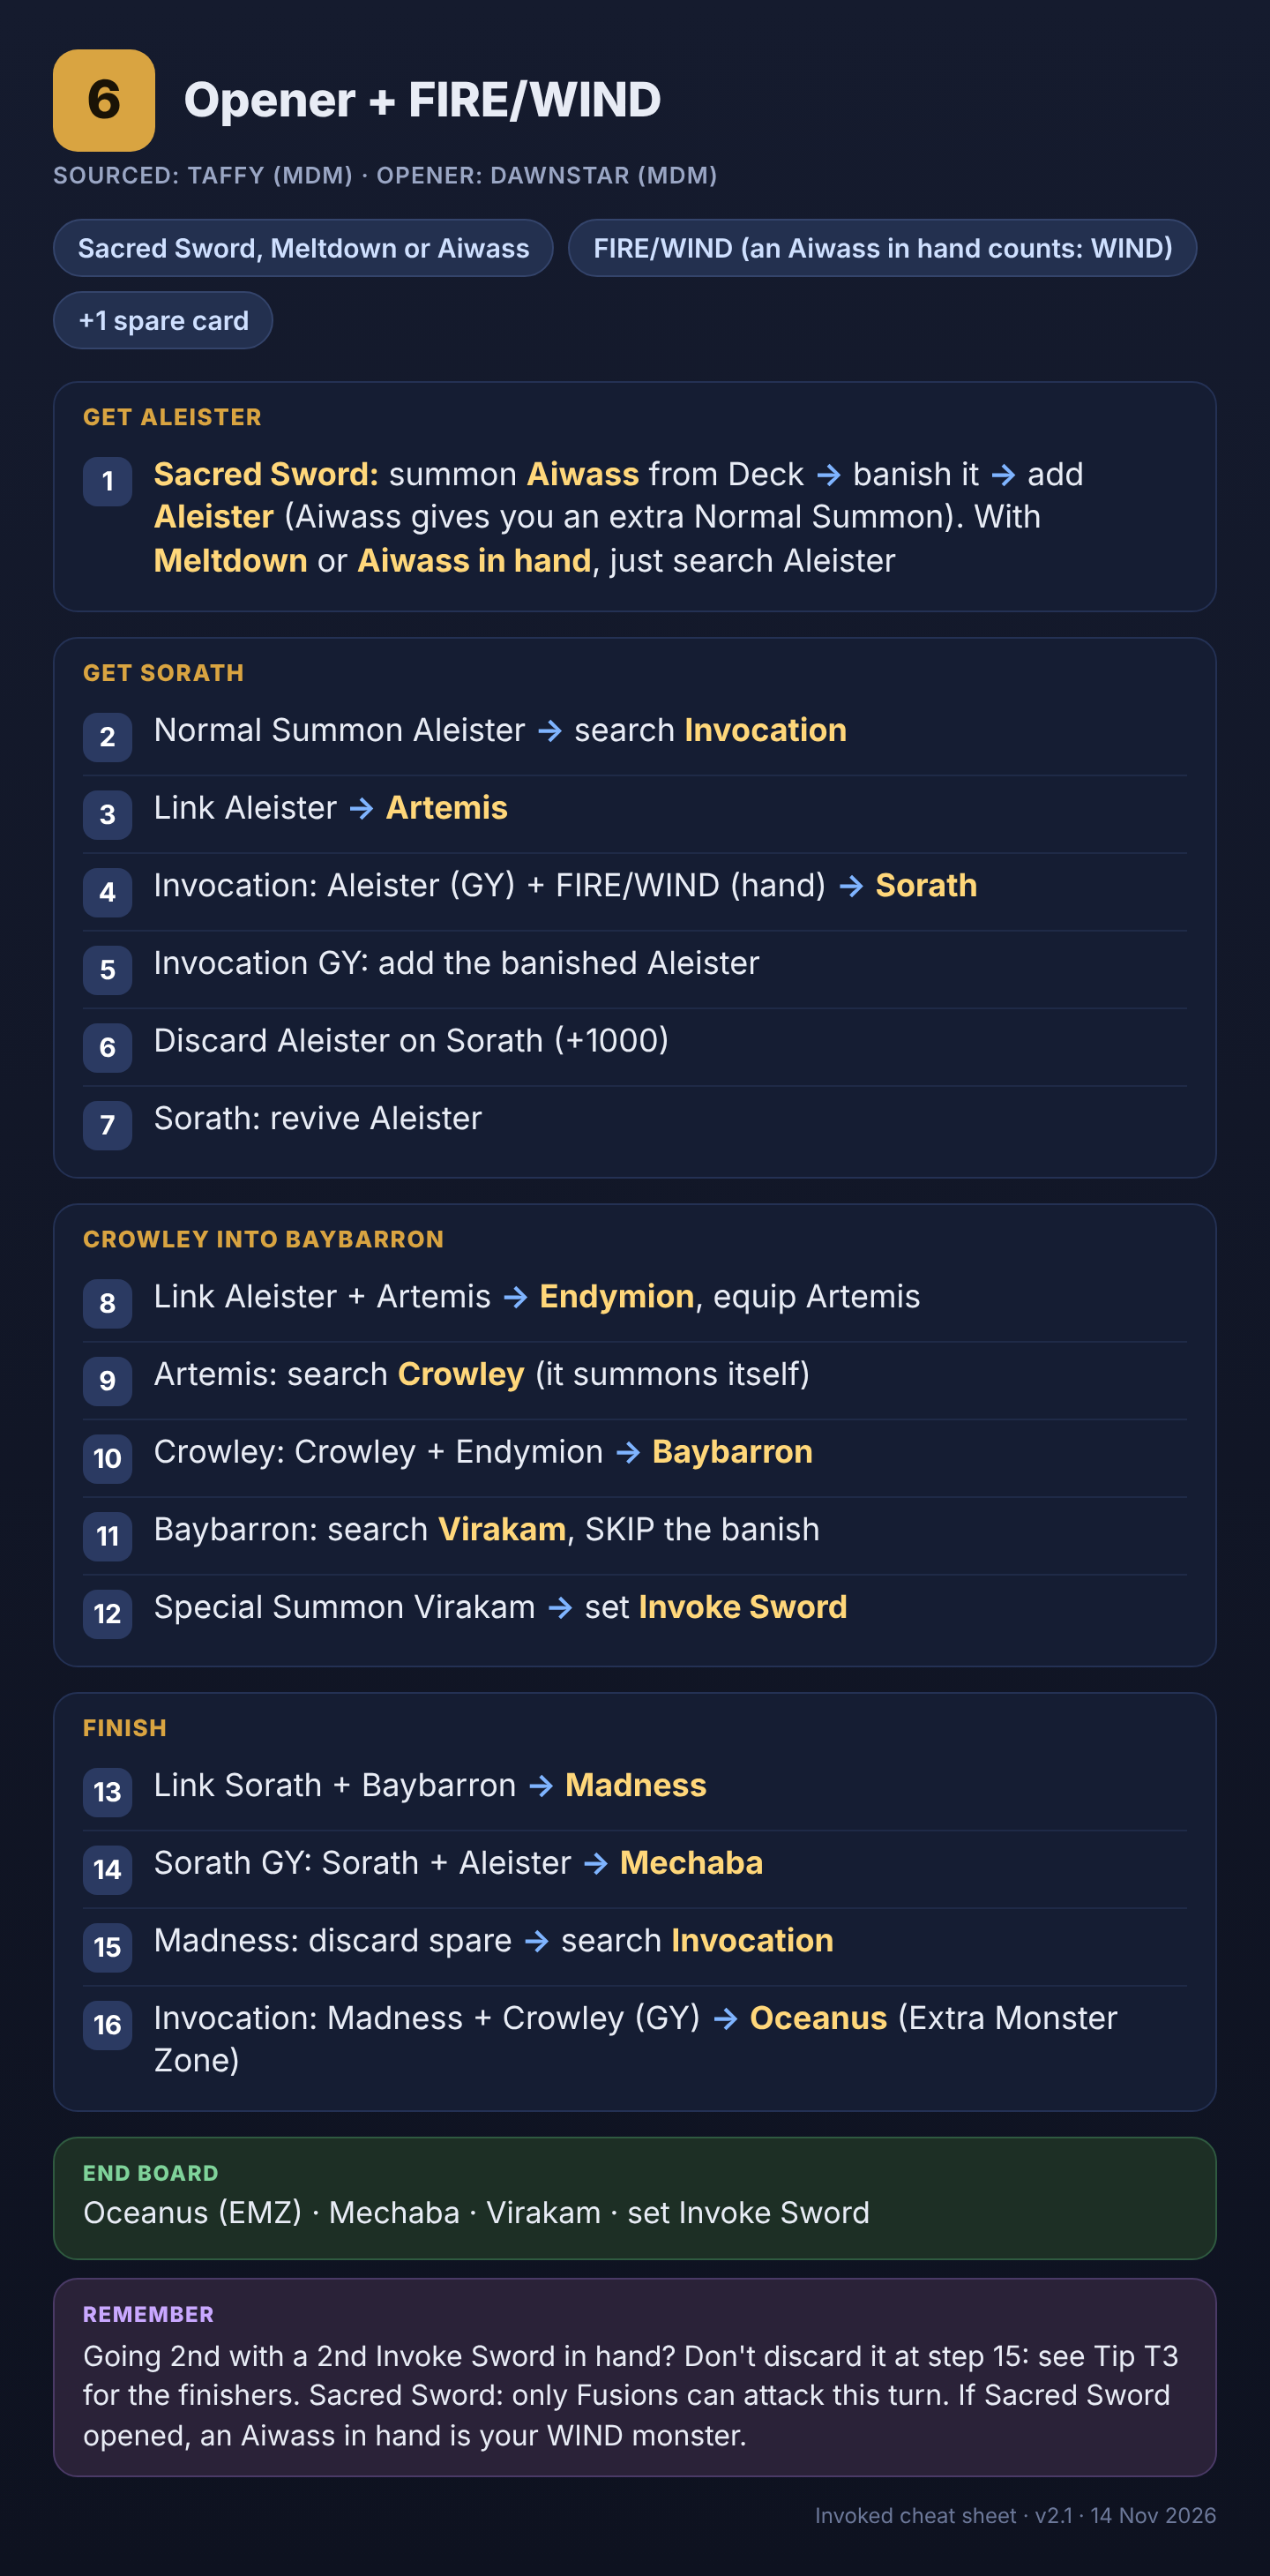 6
Opener + FIRE/WIND
SOURCED: TAFFY (MDM) · OPENER: DAWNSTAR (MDM)
Sacred Sword, Meltdown or Aiwass
FIRE/WIND (an Aiwass in hand counts: WIND)
+1 spare card
GET ALEISTER
1 Sacred Sword: summon Aiwass from Deck → banish it → add
Aleister (Aiwass gives you an extra Normal Summon). With
Meltdown or Aiwass in hand, just search Aleister
GET SORATH
2 Normal Summon Aleister → search Invocation
3 Link Aleister → Artemis
4 Invocation: Aleister (GY) + FIRE/WIND (hand) → Sorath
5 Invocation GY: add the banished Aleister
6 Discard Aleister on Sorath (+1000)
7 Sorath: revive Aleister
CROWLEY INTO BAYBARRON
8 Link Aleister + Artemis → Endymion, equip Artemis
9 Artemis: search Crowley (it summons itself)
10 Crowley: Crowley + Endymion → Baybarron
11 Baybarron: search Virakam, SKIP the banish
12 Special Summon Virakam → set Invoke Sword
FINISH
13 Link Sorath + Baybarron → Madness
14 Sorath GY: Sorath + Aleister → Mechaba
15 Madness: discard spare → search Invocation
16 Invocation: Madness + Crowley (GY) → Oceanus (Extra Monster
Zone)
END BOARD
Oceanus (EMZ) · Mechaba · Virakam · set Invoke Sword
REMEMBER
Going 2nd with a 2nd Invoke Sword in hand? Don't discard it at step 15: see Tip T3
for the finishers. Sacred Sword: only Fusions can attack this turn. If Sacred Sword
opened, an Aiwass in hand is your WIND monster.
Invoked cheat sheet · v2.1 · 14 Nov 2026